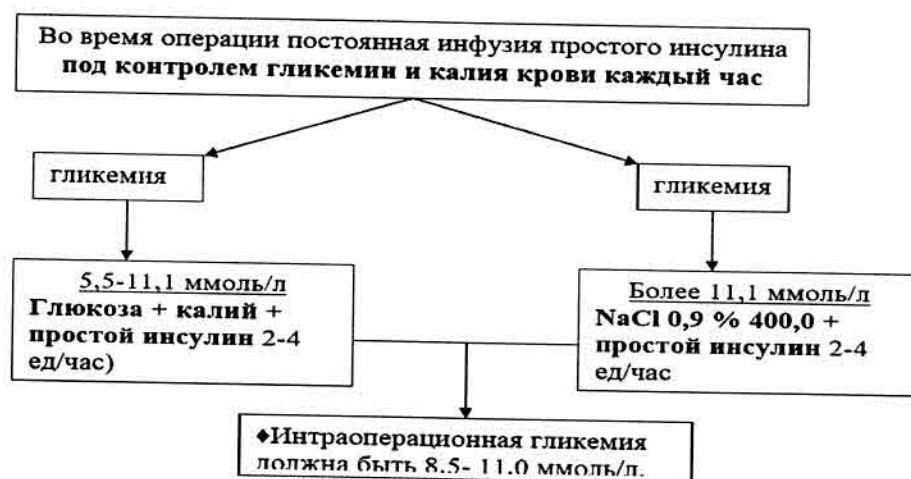 Во время операции постоянная инфузия простого инсулина
под контролем гликемии и калия крови каждый час
гликемия
гликемия
5,5-11,1 ммоль/л
Глюкоза + калий +
простой инсулин 2-4
ед/час)
Более 11,1 ммоль/л
NaCl 0,9 % 400,0 +
простой инсулин 2-4
ед/час
♦Интраоперационная гликемия
должна быть 8,5- 11,0 ммоль/л.